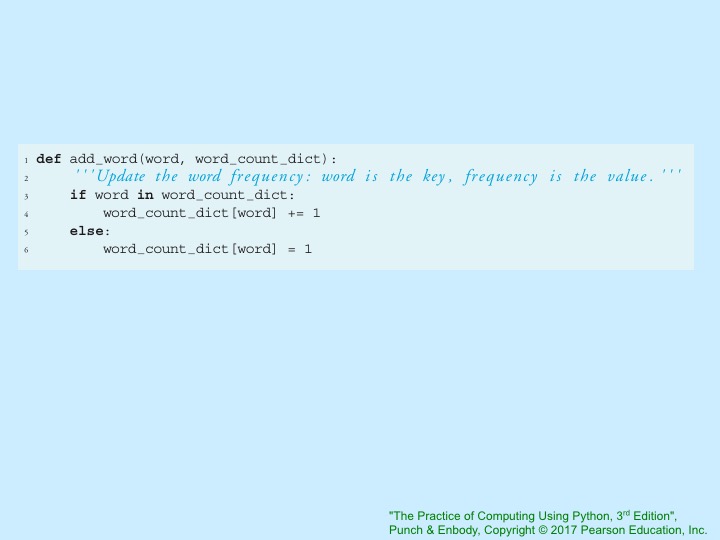 1 def add_word(word, word_count_dict):
2     '''Update the word frequency: word is the key, frequency is the value.'''
3     if word in word_count_dict:
4         word_count_dict[word] += 1
5     else:
6         word_count_dict[word] = 1
"The Practice of Computing Using Python, 3rd Edition",
Punch & Enbody, Copyright © 2017 Pearson Education, Inc.